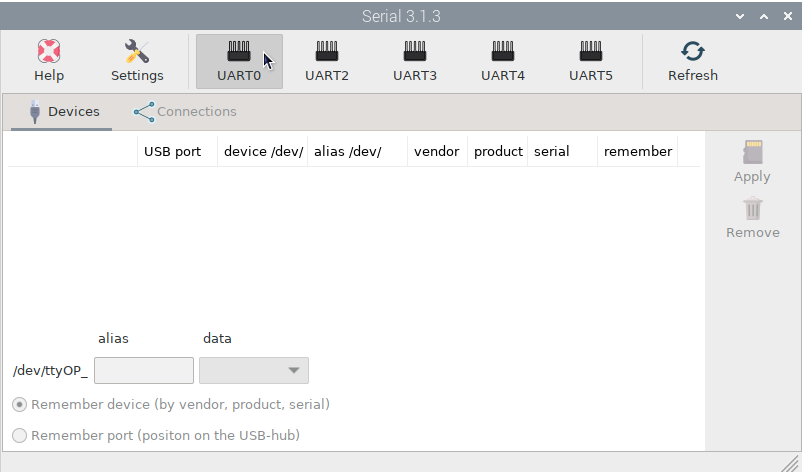 Serial 3.1.3
Help Settings UART0 UART2 UART3 UART4 UART5 Refresh
Devices Connections
USB port device /dev/ alias /dev/ vendor product serial remember
Apply
Remove
alias data
/dev/ttyOP_
Remember device (by vendor, product, serial)
Remember port (positon on the USB-hub)